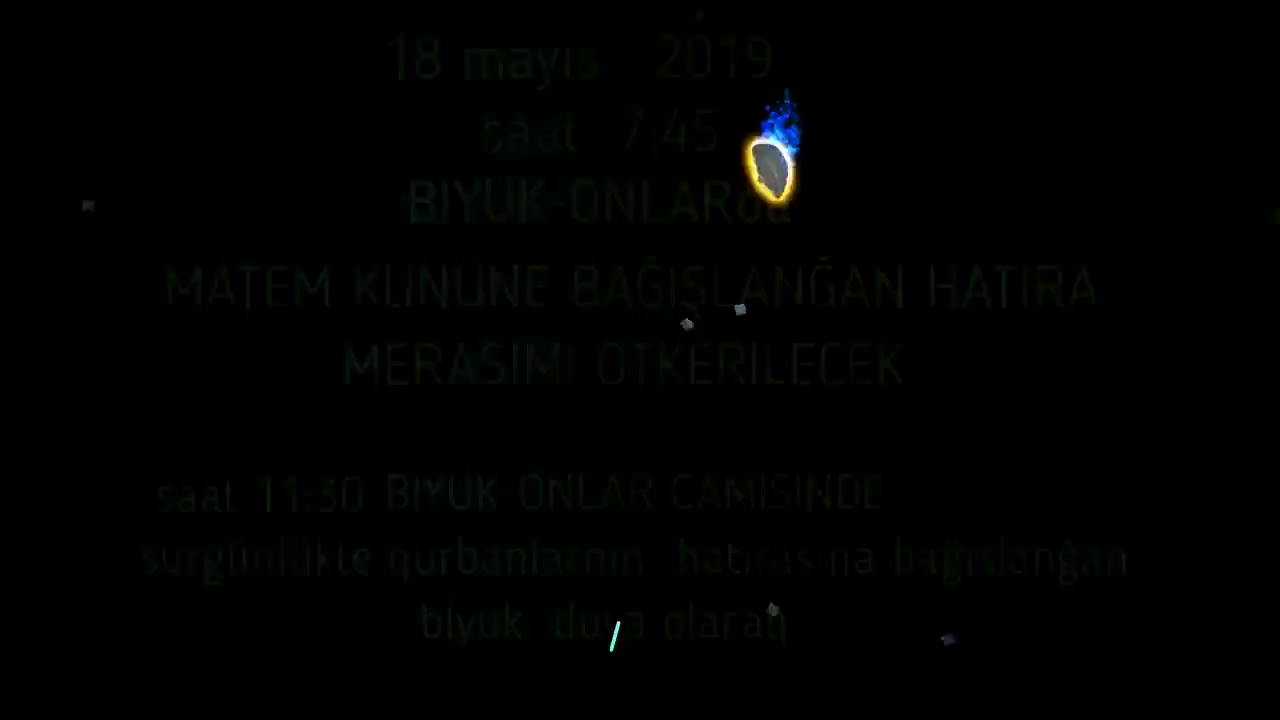 18 mayıs 2019
saat 7:45
BIYUK-ONLARda
MATEM KUNÜNE BAĞIŞLANĞAN HATIRA
MERASIMI OTKERILECEK
saat 11:30 BIYUK-ONLAR CAMISINDE
surgünlükte qurbanlarnın hatırasına bağışlanğan
biyuk duva olaraq